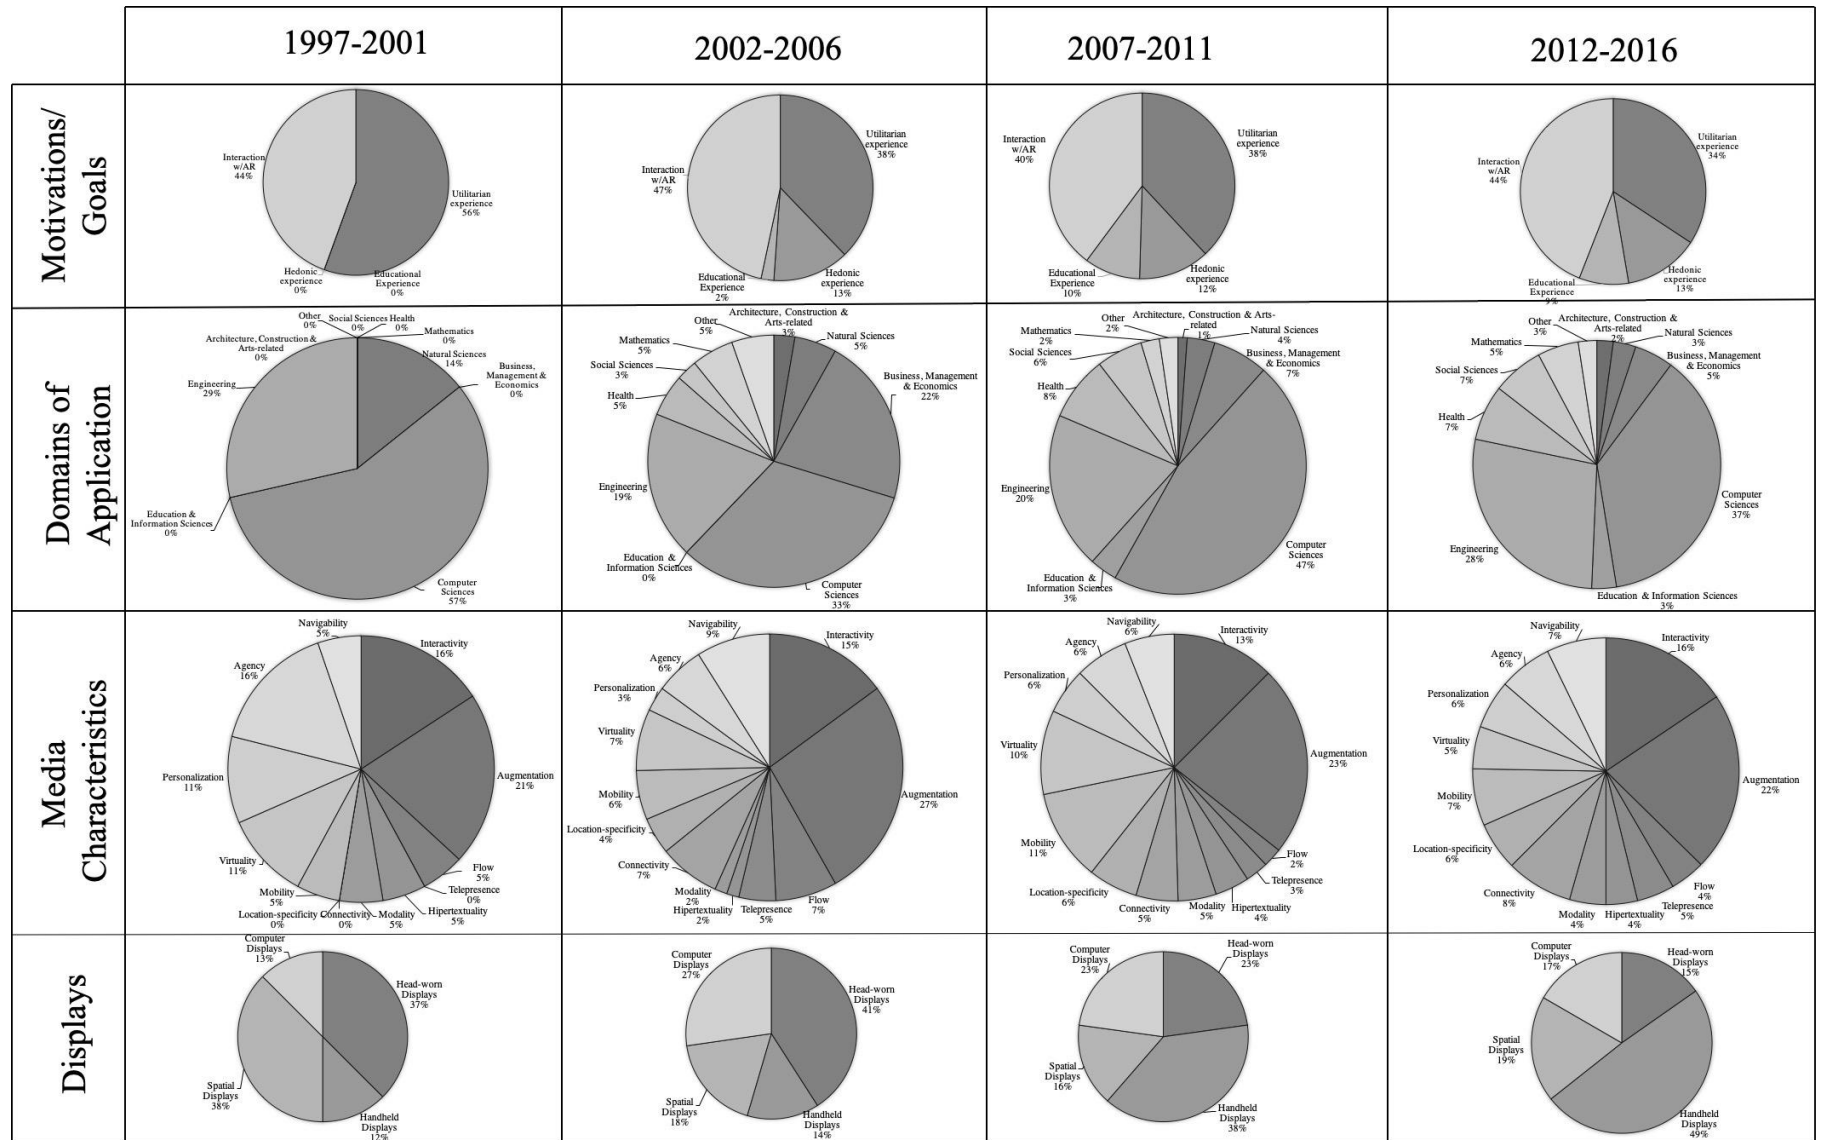 1997-2001
2002-2006
2007-2011
2012-2016
Motivations/
Goals
Interaction
w/AR
44%
Utilitarian
experience
56%
Hedonic
experience
0%
Educational
Experience
0%
Utilitarian
experience
38%
Interaction
w/AR
47%
Educational
Experience
2%
Hedonic
experience
13%
Interaction
w/AR
40%
Utilitarian
experience
38%
Educational
Experience
10%
Hedonic
experience
12%
Interaction
w/AR
44%
Utilitarian
experience
34%
Educational
Experience
9%
Hedonic
experience
13%
Domains of
Application
Other
0%
Social Sciences
0%
Health
0%
Mathematics
0%
Architecture, Construction &
Arts-related
0%
Natural Sciences
14%
Business,
Management &
Economics
0%
Engineering
29%
Education &
Information Sciences
0%
Computer
Sciences
57%
Architecture, Construction &
Arts-related
3%
Other
5%
Natural Sciences
5%
Mathematics
5%
Social Sciences
3%
Business, Management
& Economics
22%
Health
5%
Engineering
19%
Education &
Information Sciences
0%
Computer
Sciences
33%
Other
2%
Architecture, Construction & Arts-
related
1%
Mathematics
2%
Natural Sciences
4%
Social Sciences
6%
Business, Management
& Economics
7%
Health
8%
Engineering
20%
Computer
Sciences
47%
Education &
Information Sciences
3%
Other
3%
Architecture, Construction &
Arts-related
2%
Natural Sciences
3%
Mathematics
5%
Business, Management
& Economics
5%
Social Sciences
7%
Health
7%
Computer
Sciences
37%
Engineering
28%
Education & Information Sciences
3%
Media
Characteristics
Navigability
5%
Interactivity
16%
Agency
16%
Augmentation
21%
Personalization
11%
Virtuality
11%
Flow
5%
Telepresence
0%
Mobility
5%
Location-specificity
0%
Connectivity
0%
Modality
5%
Hipertextuality
5%
Navigability
9%
Interactivity
15%
Agency
6%
Personalization
3%
Virtuality
7%
Augmentation
27%
Mobility
6%
Location-specificity
4%
Connectivity
7%
Modality
2%
Hipertextuality
2%
Telepresence
5%
Flow
7%
Navigability
6%
Interactivity
13%
Agency
6%
Personalization
6%
Virtuality
10%
Augmentation
23%
Mobility
11%
Flow
2%
Telepresence
3%
Location-specificity
6%
Connectivity
5%
Modality
5%
Hipertextuality
4%
Navigability
7%
Interactivity
16%
Agency
6%
Personalization
6%
Virtuality
5%
Augmentation
22%
Mobility
7%
Location-specificity
6%
Connectivity
8%
Modality
4%
Hipertextuality
4%
Telepresence
5%
Flow
4%
Displays
Computer
Displays
13%
Head-worn
Displays
37%
Spatial
Displays
38%
Handheld
Displays
12%
Computer
Displays
27%
Head-worn
Displays
41%
Spatial
Displays
18%
Handheld
Displays
14%
Computer
Displays
23%
Head-worn
Displays
23%
Spatial
Displays
16%
Handheld
Displays
38%
Computer
Displays
17%
Head-worn
Displays
15%
Spatial
Displays
19%
Handheld
Displays
49%